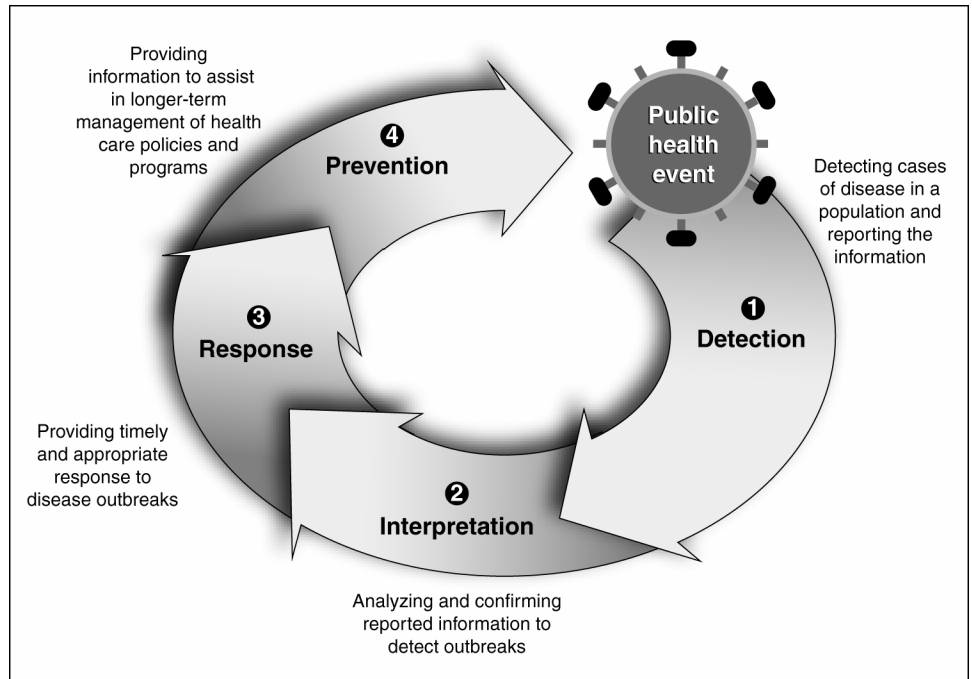 Public
health
event
Detecting cases
of disease in a
population and
reporting the
information
1
Detection
2
Interpretation
Analyzing and confirming
reported information to
detect outbreaks
3
Response
Providing timely
and appropriate
response to
disease outbreaks
4
Prevention
Providing
information to assist
in longer-term
management of health
care policies and
programs